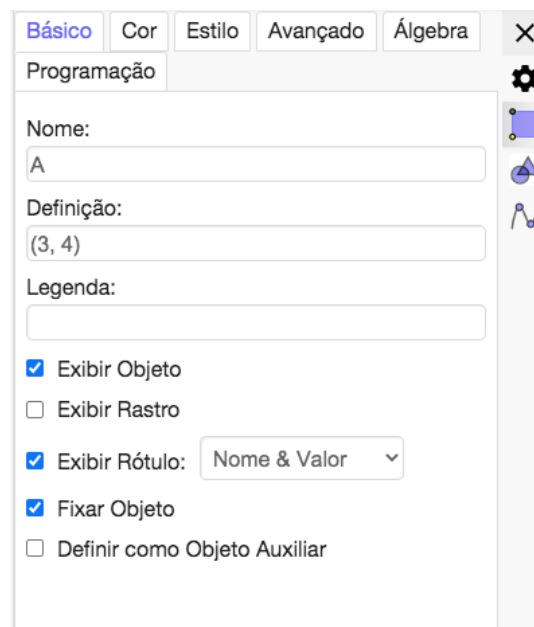 Básico Cor Estilo Avançado Álgebra
Programação
Nome:
A
Definição:
(3, 4)
Legenda:
Exibir Objeto
Exibir Rastro
Exibir Rótulo: Nome & Valor
Fixar Objeto
Definir como Objeto Auxiliar